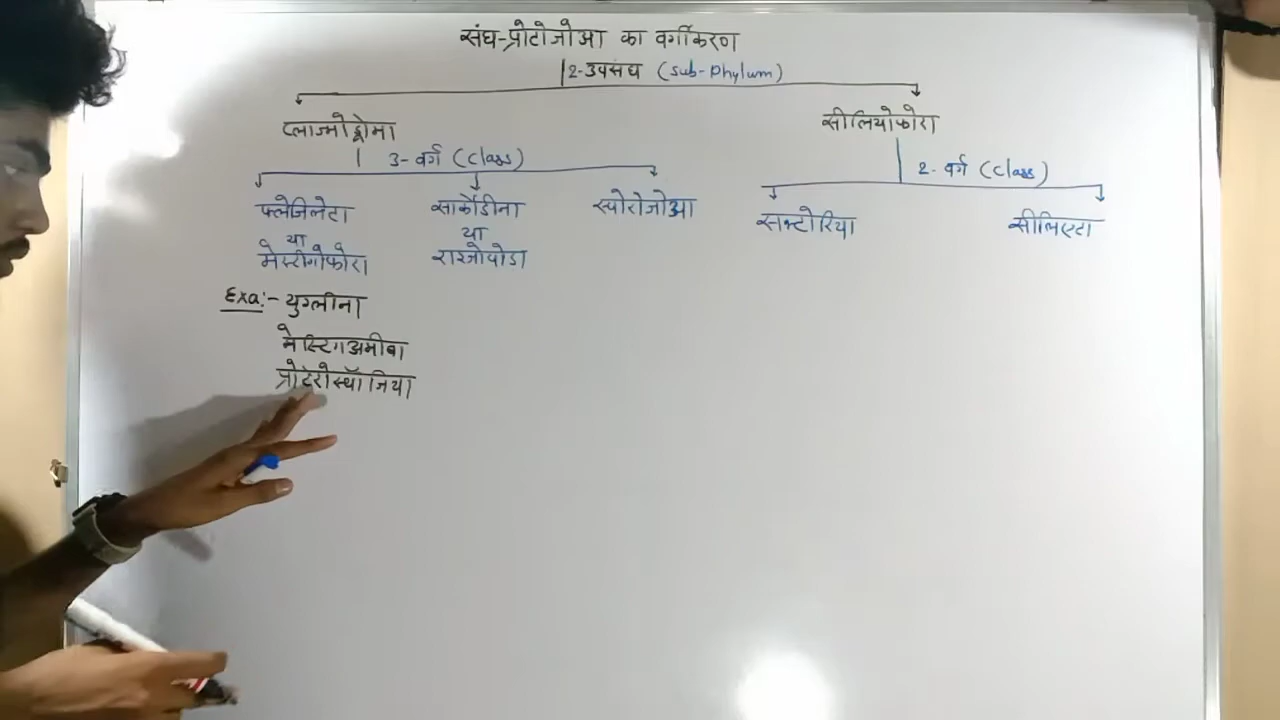 संघ-प्रोटोजोआ का वर्गीकरण
2-उपसंघ (Sub-Phylum)
प्लाज्मोड्रोमा
सीलियोफोरा
3-वर्ग (Class)
2-वर्ग (Class)
फ्लेजिलेटा
सार्कोडीना
स्पोरोजोआ
सक्टोरिया
सीलिएटा
या
या
मेस्टीगोफोरा
राइजोपोडा
Exa:- युग्लीना
मेस्टिगअमीबा
प्रोटेरोस्पॉजिया